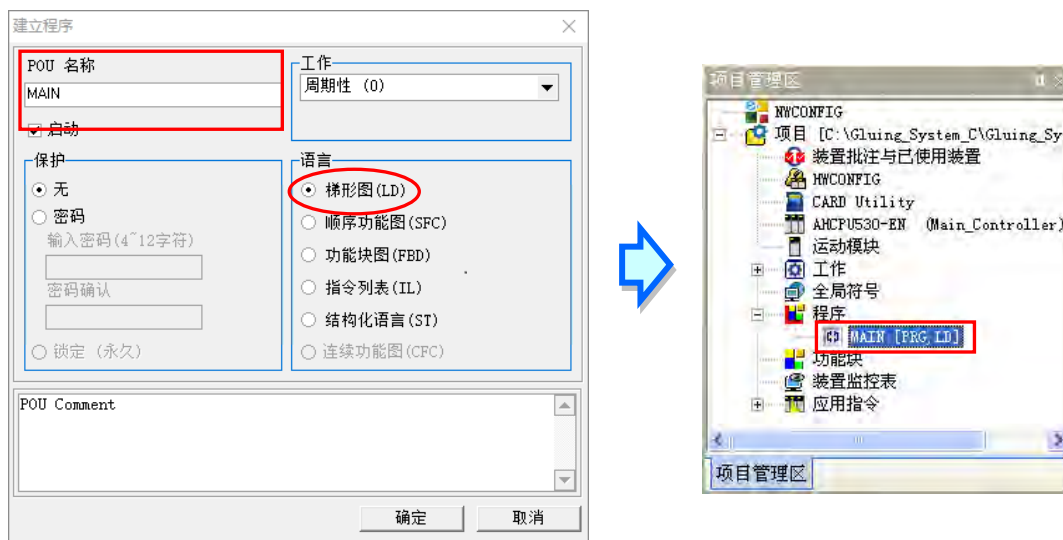 建立程序
POU 名称
MAIN
启动
工作
周期性 (0)
保护
无
密码
输入密码(4~12字符)
密码确认
锁定 (永久)
语言
梯形图(LD)
顺序功能图(SFC)
功能块图(FBD)
指令列表(IL)
结构化语言(ST)
连续功能图(CFC)
POU Comment
确定 取消
项目管理区
NWCONFIG
项目 [C:\Gluing_System_C\Gluing_Sy
装置批注与已使用装置
HWCONFIG
CARD Utility
AHCPU530-EN (Main_Controller)
运动模块
工作
全局符号
程序
MAIN [PRG,LD]
功能块
装置监控表
应用指令
项目管理区